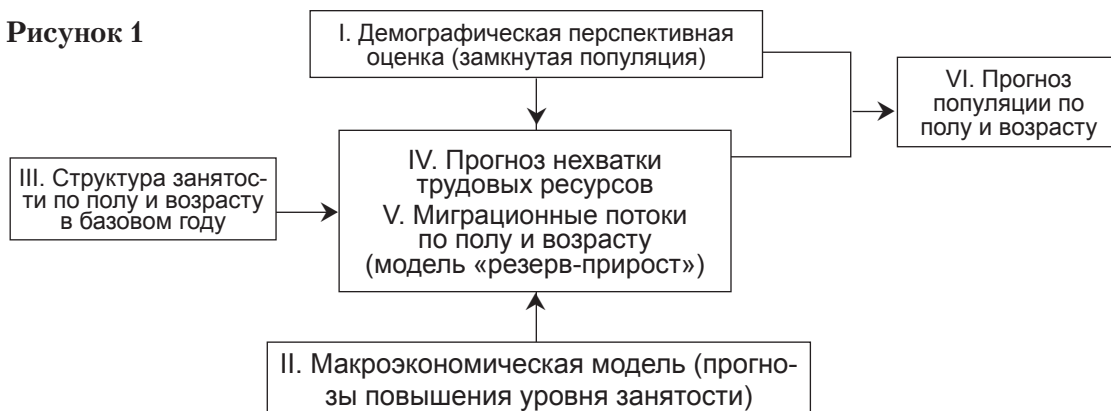 Рисунок 1
I. Демографическая перспективная
оценка (замкнутая популяция)
VI. Прогноз
популяции по
полу и возрасту
III. Структура занятос-
ти по полу и возрасту
в базовом году
IV. Прогноз нехватки
трудовых ресурсов
V. Миграционные потоки
по полу и возрасту
(модель «резерв-прирост»)
II. Макроэкономическая модель (прогно-
зы повышения уровня занятости)